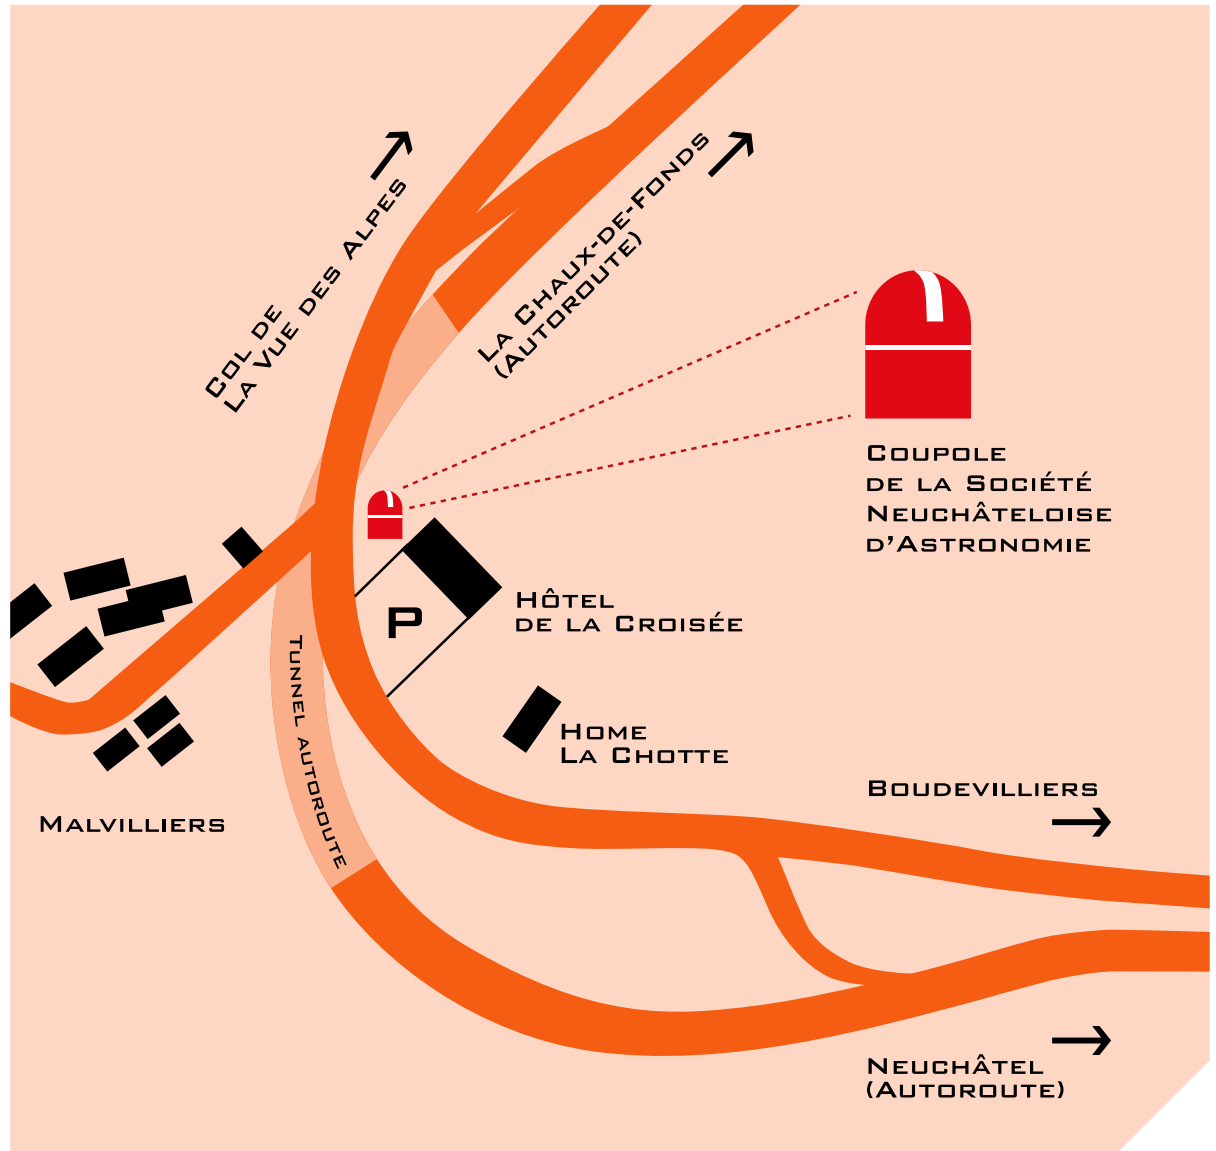 Col de
La Vue des Alpes
La Chaux-de-Fonds
(Autoroute)
Coupole
de la Société
Neuchâteloise
d'Astronomie
Hôtel
de la Croisée
P
Tunnel autoroute
Home
La Chotte
Malvilliers
Boudevilliers
Neuchâtel
(Autoroute)